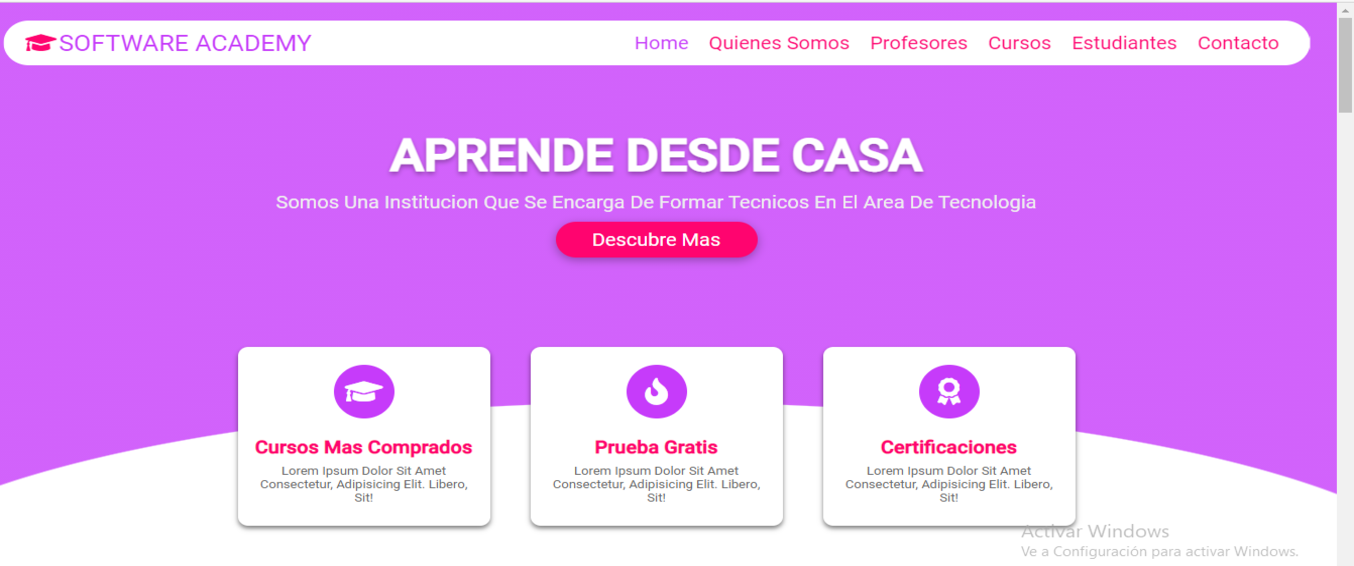 SOFTWARE ACADEMY
Home Quienes Somos Profesores Cursos Estudiantes Contacto
APRENDE DESDE CASA
Somos Una Institucion Que Se Encarga De Formar Tecnicos En El Area De Tecnologia
Descubre Mas
Cursos Mas Comprados
Lorem Ipsum Dolor Sit Amet
Consectetur, Adipisicing Elit. Libero,
Sit!
Prueba Gratis
Lorem Ipsum Dolor Sit Amet
Consectetur, Adipisicing Elit. Libero,
Sit!
Certificaciones
Lorem Ipsum Dolor Sit Amet
Consectetur, Adipisicing Elit. Libero,
Sit!
Activar Windows
Ve a Configuración para activar Windows.